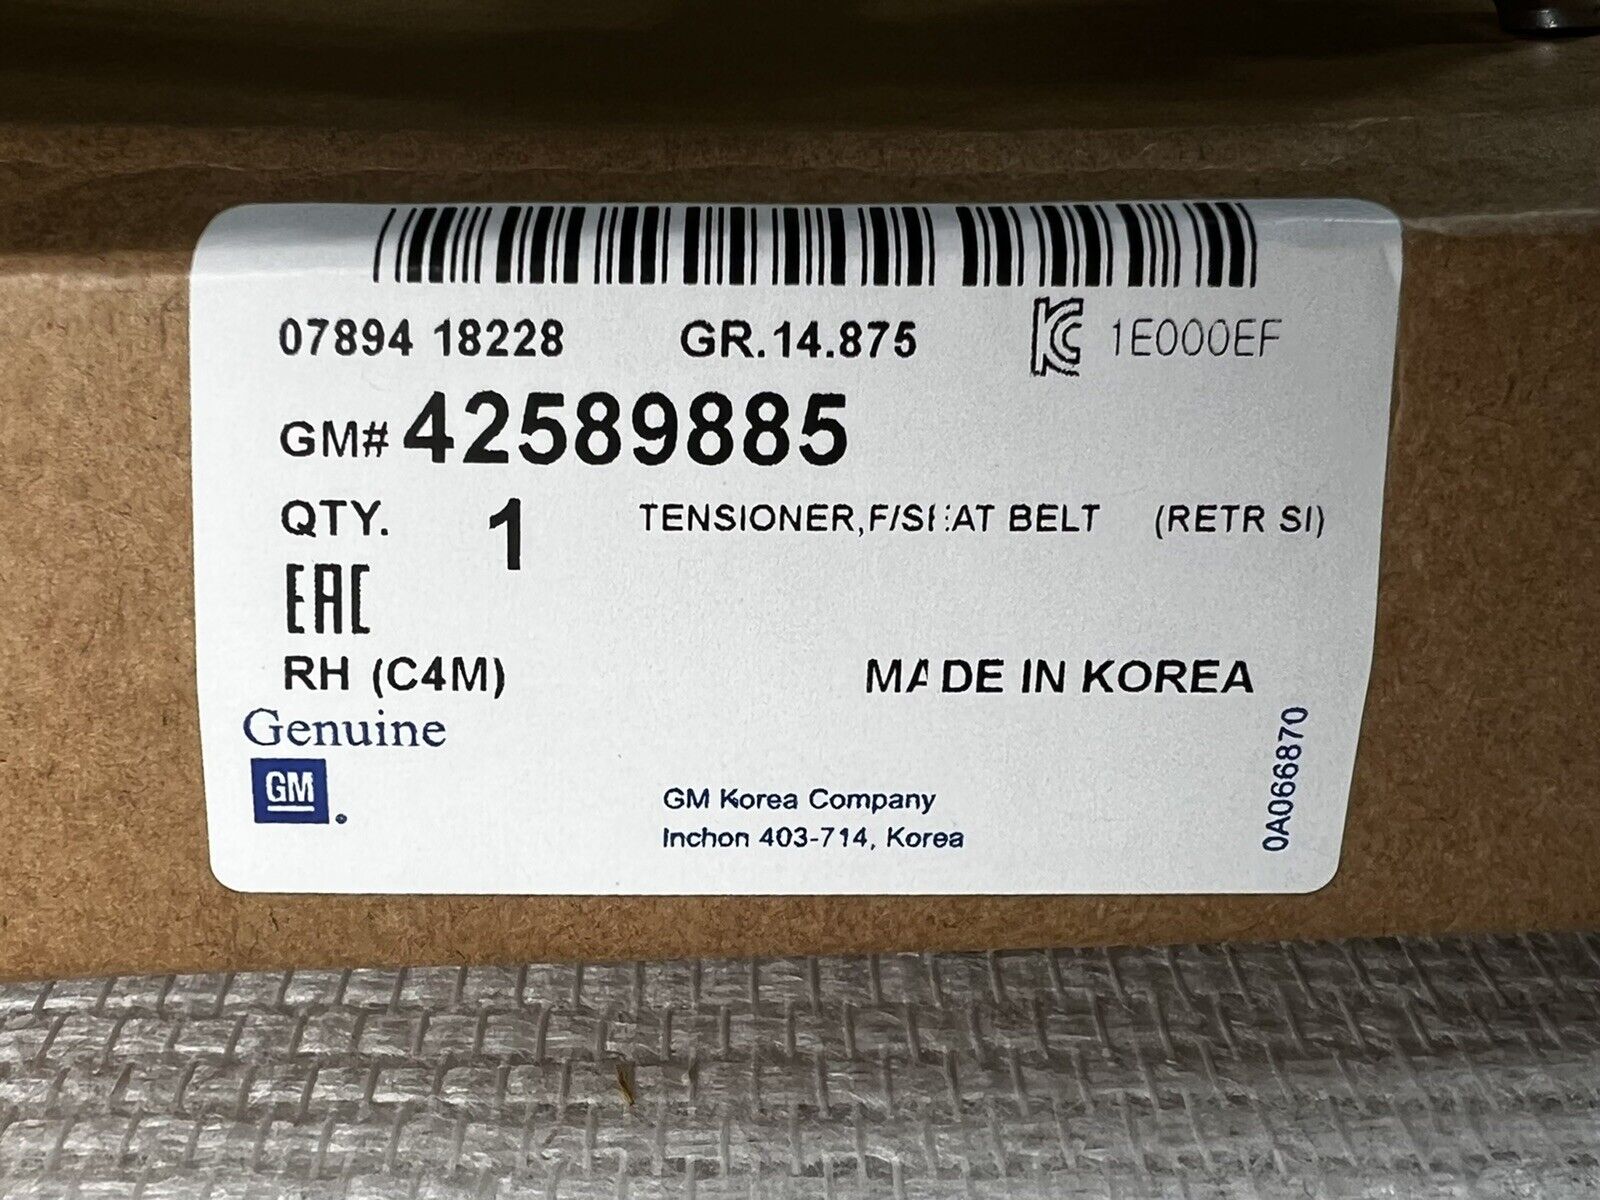 07894 18228 GR.14.875 KC 1E000EF
GM# 42589885
QTY. 1 TENSIONER,F/SEAT BELT (RETR SI)
EAC
RH (C4M) MADE IN KOREA
Genuine
GM
GM Korea Company
Inchon 403-714, Korea
0A066870